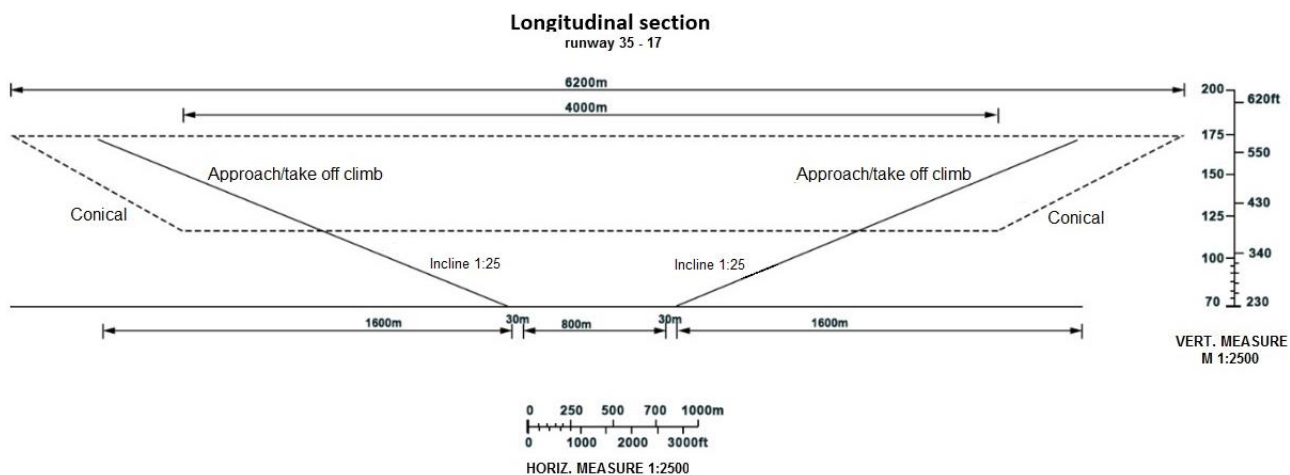 Longitudinal section
runway 35 - 17
6200m
4000m
200
620ft
175
550
150
430
125
340
100
70
230
Approach/take off climb
Approach/take off climb
Conical
Conical
Incline 1:25
Incline 1:25
1600m
30m
800m
30m
1600m
VERT. MEASURE
M 1:2500
0 250 500 700 1000m
0 1000 2000 3000ft
HORIZ. MEASURE 1:2500